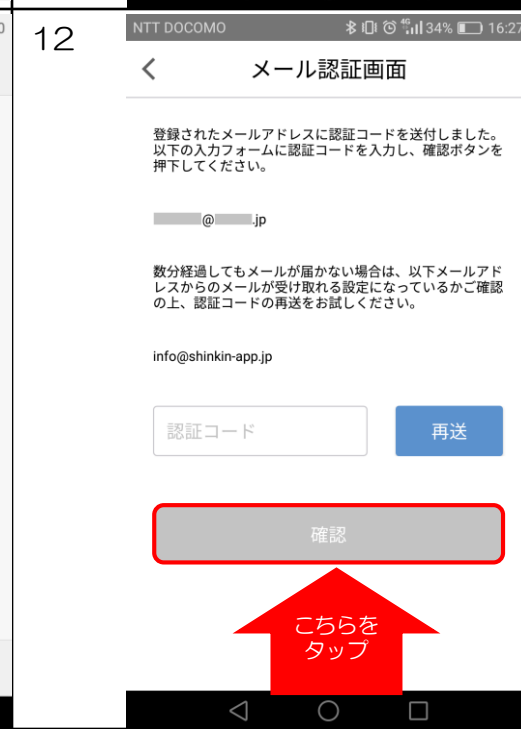 12
NTT DOCOMO 4G 34% 16:27
メール認証画面
登録されたメールアドレスに認証コードを送付しました。
以下の入力フォームに認証コードを入力し、確認ボタンを
押下してください。
@ .jp
数分経過してもメールが届かない場合は、以下メールアド
レスからのメールが受け取れる設定になっているかご確認
の上、認証コードの再送をお試しください。
info@shinkin-app.jp
認証コード 再送
確認
こちらを
タップ